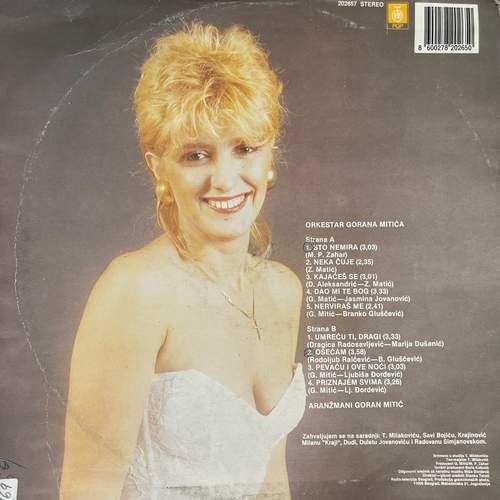 202657 STEREO
PGP
8 600278 202650
ORKESTAR GORANA MITIĆA
Strana A
1. STO NEMIRA (3,03)
(M. P. Zahar)
2. NEKA ČUJE (2,35)
(Z. Matić)
3. KAJAĆEŠ SE (3,01)
(D. Aleksandrić—Z. Matić)
4. DAO MI TE BOG (3,33)
(G. Matić—Jasmina Jovanović)
5. NERVIRAŠ ME (2,41)
(G. Mitić—Branko Gluščević)
Strana B
1. UMREĆU TI, DRAGI (3,33)
(Dragica Radosavljević—Marija Dušanić)
2. OSEĆAM (3,58)
(Rodoljub Raičević—B. Gluščević)
3. PEVAĆU I OVE NOĆI (3,03)
(G. Mitić—Ljubiša Đorđević)
4. PRIZNAJEM SVIMA (3,26)
(G. Mitić—Lj. Đorđević)
ARANŽMANI GORAN MITIĆ
Zahvaljujem se na saradnji: T. Milakoviću, Savi Bojiću, Krajinović
Milanu "Kraji", Dudi, Duletu Jovanoviću i Radovanu Simjanovskom.
69